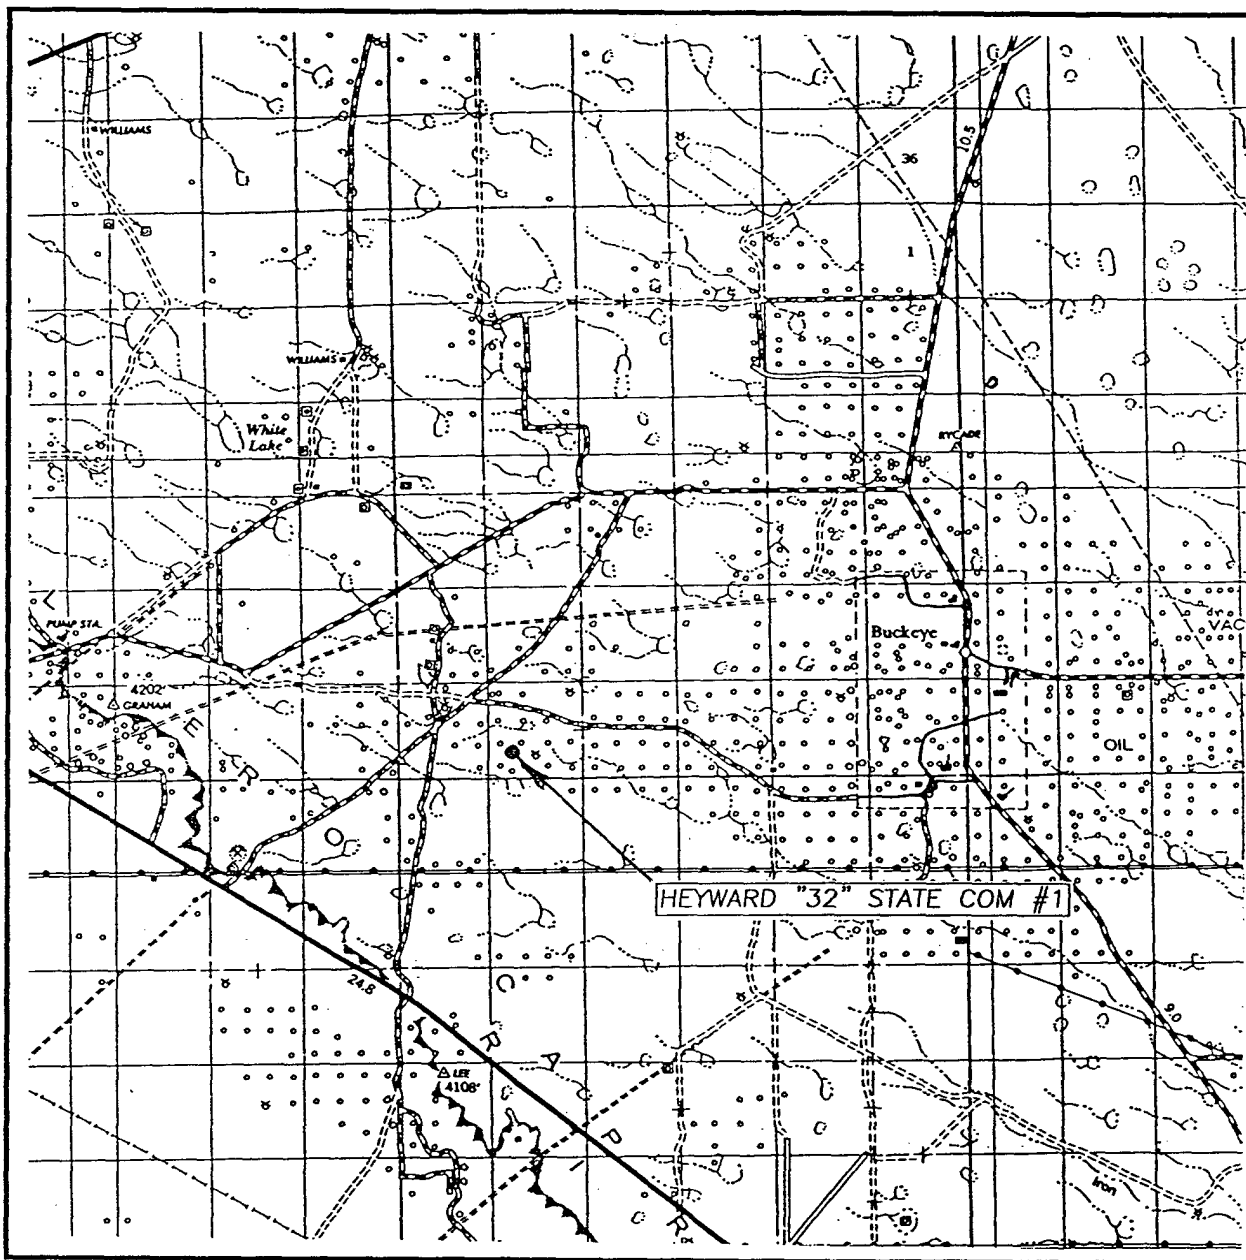 WILLIAMS
10.5
36
1
WILLIAMS
White
Lake
RYCADE
PUMP STA.
VAC
Buckeye
4202
GRAHAM
OIL
HEYWARD "32" STATE COM #1
24.8
9.0
LEE
4108
Iron